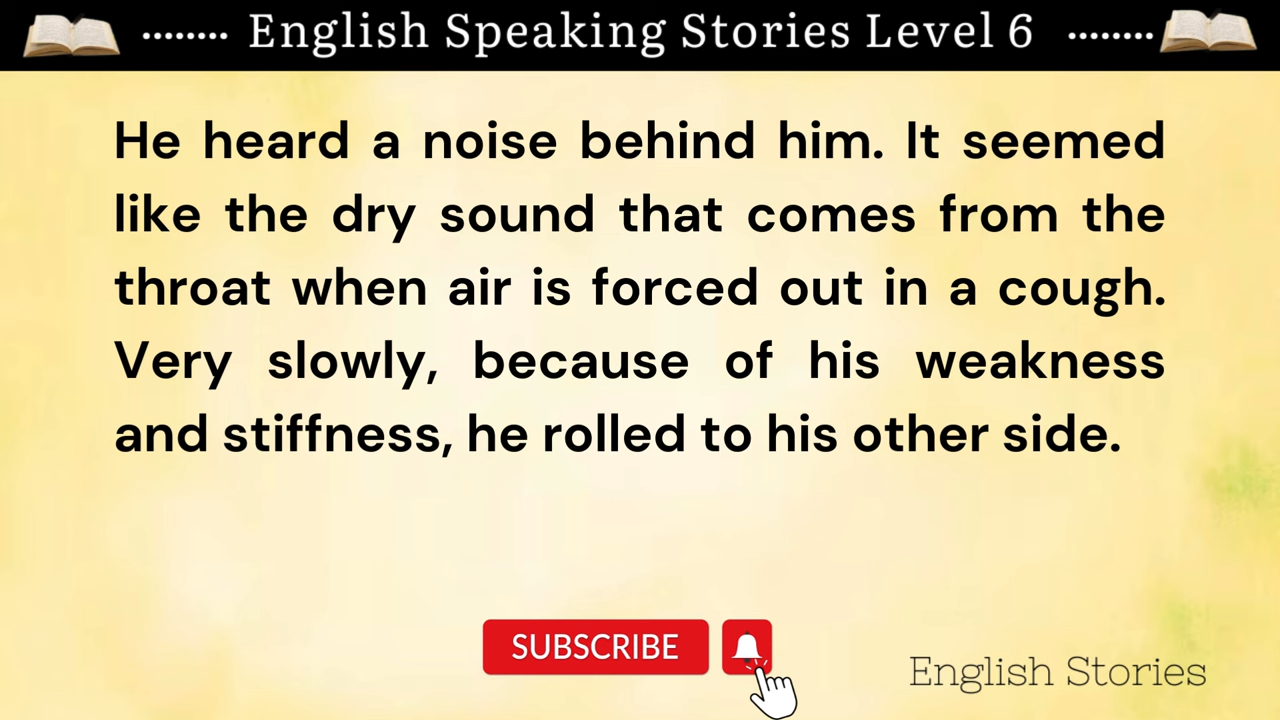 ........ English Speaking Stories Level 6 ........
He heard a noise behind him. It seemed
like the dry sound that comes from the
throat when air is forced out in a cough.
Very slowly, because of his weakness
and stiffness, he rolled to his other side.
SUBSCRIBE
English Stories